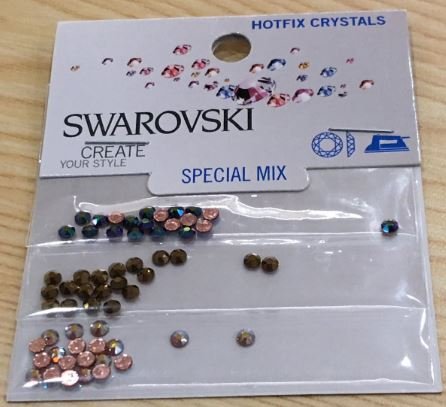 HOTFIX CRYSTALS
SWAROVSKI
CREATE
YOUR STYLE
SPECIAL MIX